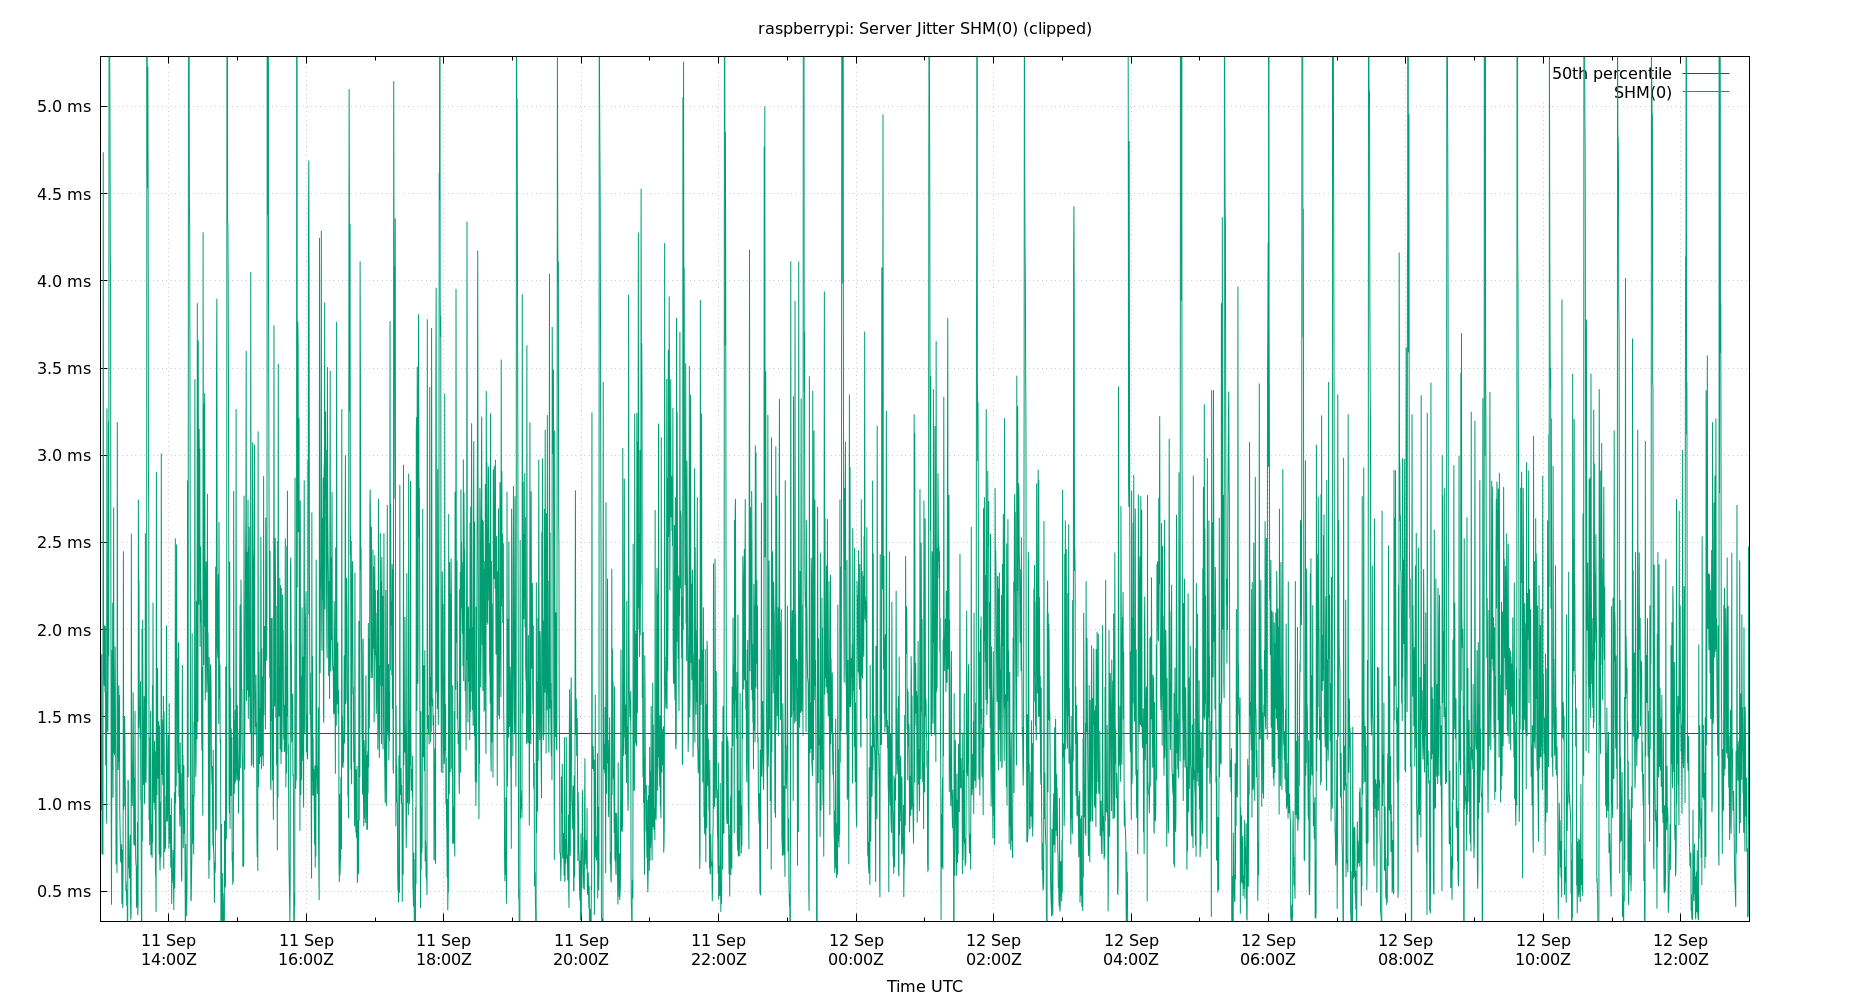 raspberrypi: Server Jitter SHM(0) (clipped)
50th percentile
SHM(0)
5.0 ms
4.5 ms
4.0 ms
3.5 ms
3.0 ms
2.5 ms
2.0 ms
1.5 ms
1.0 ms
0.5 ms
11 Sep 11 Sep 11 Sep 11 Sep 11 Sep 12 Sep 12 Sep 12 Sep 12 Sep 12 Sep 12 Sep 12 Sep
14:00Z 16:00Z 18:00Z 20:00Z 22:00Z 00:00Z 02:00Z 04:00Z 06:00Z 08:00Z 10:00Z 12:00Z
Time UTC